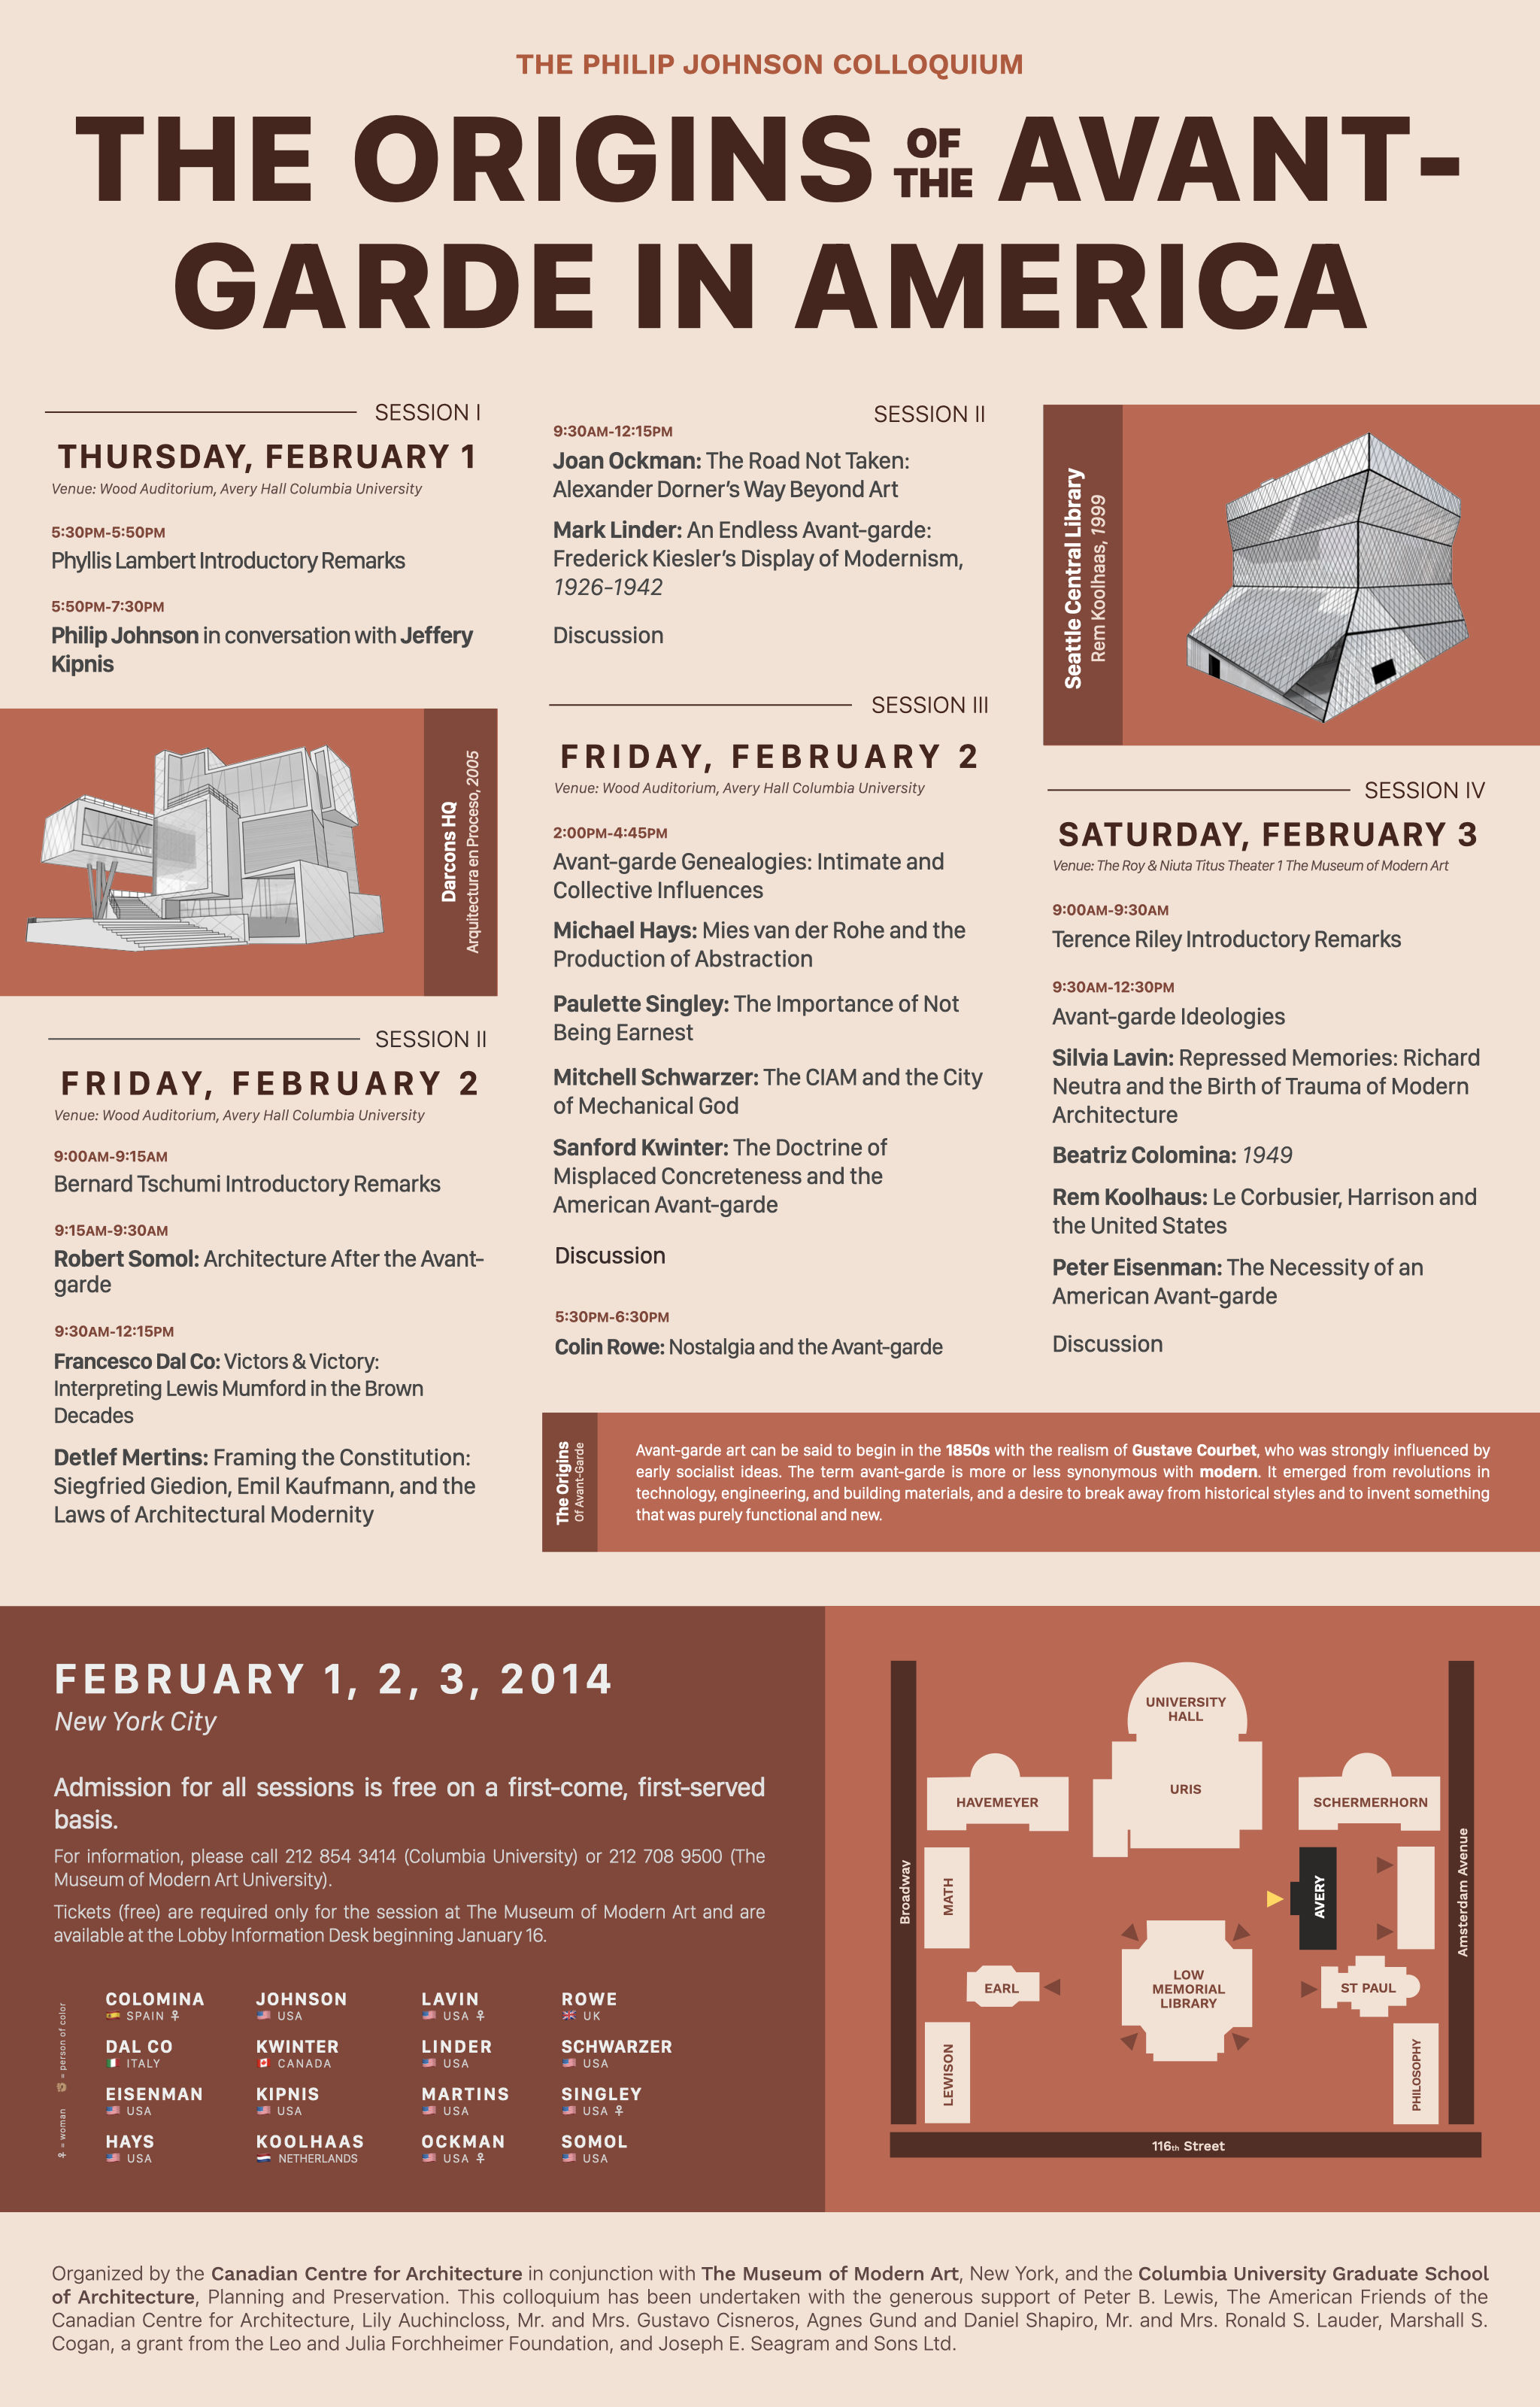 THE PHILIP JOHNSON COLLOQUIUM
THE ORIGINS OF THE AVANT-
GARDE IN AMERICA
SESSION I
THURSDAY, FEBRUARY 1
Venue: Wood Auditorium, Avery Hall Columbia University
5:30PM-5:50PM
Phyllis Lambert Introductory Remarks
5:50PM-7:30PM
Philip Johnson in conversation with Jeffery
Kipnis
Darcons HQ
Arquitectura en Proceso, 2005
SESSION II
FRIDAY, FEBRUARY 2
Venue: Wood Auditorium, Avery Hall Columbia University
9:00AM-9:15AM
Bernard Tschumi Introductory Remarks
9:15AM-9:30AM
Robert Somol: Architecture After the Avant-
garde
9:30AM-12:15PM
Francesco Dal Co: Victors & Victory:
Interpreting Lewis Mumford in the Brown
Decades
Detlef Mertins: Framing the Constitution:
Siegfried Giedion, Emil Kaufmann, and the
Laws of Architectural Modernity
SESSION II
9:30AM-12:15PM
Joan Ockman: The Road Not Taken:
Alexander Dorner's Way Beyond Art
Mark Linder: An Endless Avant-garde:
Frederick Kiesler's Display of Modernism,
1926-1942
Discussion
SESSION III
FRIDAY, FEBRUARY 2
Venue: Wood Auditorium, Avery Hall Columbia University
2:00PM-4:45PM
Avant-garde Genealogies: Intimate and
Collective Influences
Michael Hays: Mies van der Rohe and the
Production of Abstraction
Paulette Singley: The Importance of Not
Being Earnest
Mitchell Schwarzer: The CIAM and the City
of Mechanical God
Sanford Kwinter: The Doctrine of
Misplaced Concreteness and the
American Avant-garde
Discussion
5:30PM-6:30PM
Colin Rowe: Nostalgia and the Avant-garde
Seattle Central Library
Rem Koolhaas, 1999
SESSION IV
SATURDAY, FEBRUARY 3
Venue: The Roy & Niuta Titus Theater 1 The Museum of Modern Art
9:00AM-9:30AM
Terence Riley Introductory Remarks
9:30AM-12:30PM
Avant-garde Ideologies
Silvia Lavin: Repressed Memories: Richard
Neutra and the Birth of Trauma of Modern
Architecture
Beatriz Colomina: 1949
Rem Koolhaus: Le Corbusier, Harrison and
the United States
Peter Eisenman: The Necessity of an
American Avant-garde
Discussion
The Origins
Of Avant-Garde
Avant-garde art can be said to begin in the 1850s with the realism of Gustave Courbet, who was strongly influenced by
early socialist ideas. The term avant-garde is more or less synonymous with modern. It emerged from revolutions in
technology, engineering, and building materials, and a desire to break away from historical styles and to invent something
that was purely functional and new.
FEBRUARY 1, 2, 3, 2014
New York City
Admission for all sessions is free on a first-come, first-served
basis.
For information, please call 212 854 3414 (Columbia University) or 212 708 9500 (The
Museum of Modern Art University).
Tickets (free) are required only for the session at The Museum of Modern Art and are
available at the Lobby Information Desk beginning January 16.
♀ = woman = person of color
COLOMINA JOHNSON LAVIN ROWE
SPAIN ♀ USA USA ♀ UK
DAL CO KWINTER LINDER SCHWARZER
ITALY CANADA USA USA
EISENMAN KIPNIS MARTINS SINGLEY
USA USA USA USA ♀
HAYS KOOLHAAS OCKMAN SOMOL
USA NETHERLANDS USA ♀ USA
UNIVERSITY
HALL
URIS
HAVEMEYER
SCHERMERHORN
Broadway
MATH
AVERY
Amsterdam Avenue
EARL
LOW
MEMORIAL
LIBRARY
ST PAUL
LEWISON
PHILOSOPHY
116th Street
Organized by the Canadian Centre for Architecture in conjunction with The Museum of Modern Art, New York, and the Columbia University Graduate School
of Architecture, Planning and Preservation. This colloquium has been undertaken with the generous support of Peter B. Lewis, The American Friends of the
Canadian Centre for Architecture, Lily Auchincloss, Mr. and Mrs. Gustavo Cisneros, Agnes Gund and Daniel Shapiro, Mr. and Mrs. Ronald S. Lauder, Marshall S.
Cogan, a grant from the Leo and Julia Forchheimer Foundation, and Joseph E. Seagram and Sons Ltd.